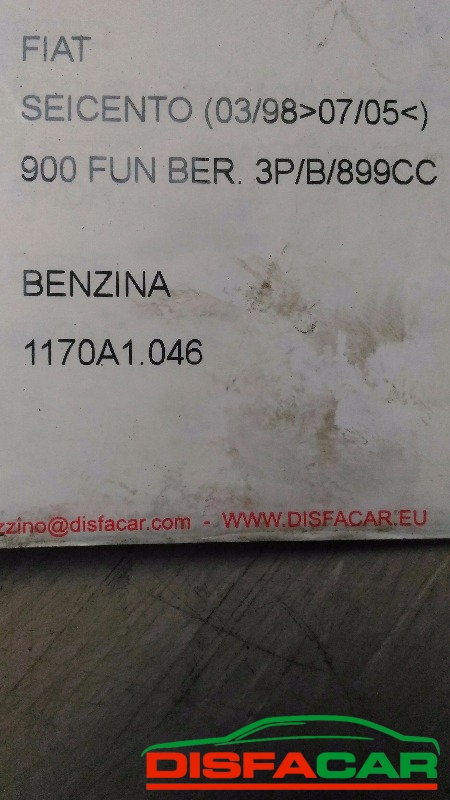 FIAT
SEICENTO (03/98>07/05<)
900 FUN BER. 3P/B/899CC
BENZINA
1170A1.046
zzino@disfacar.com - WWW.DISFACAR.EU
DISFACAR